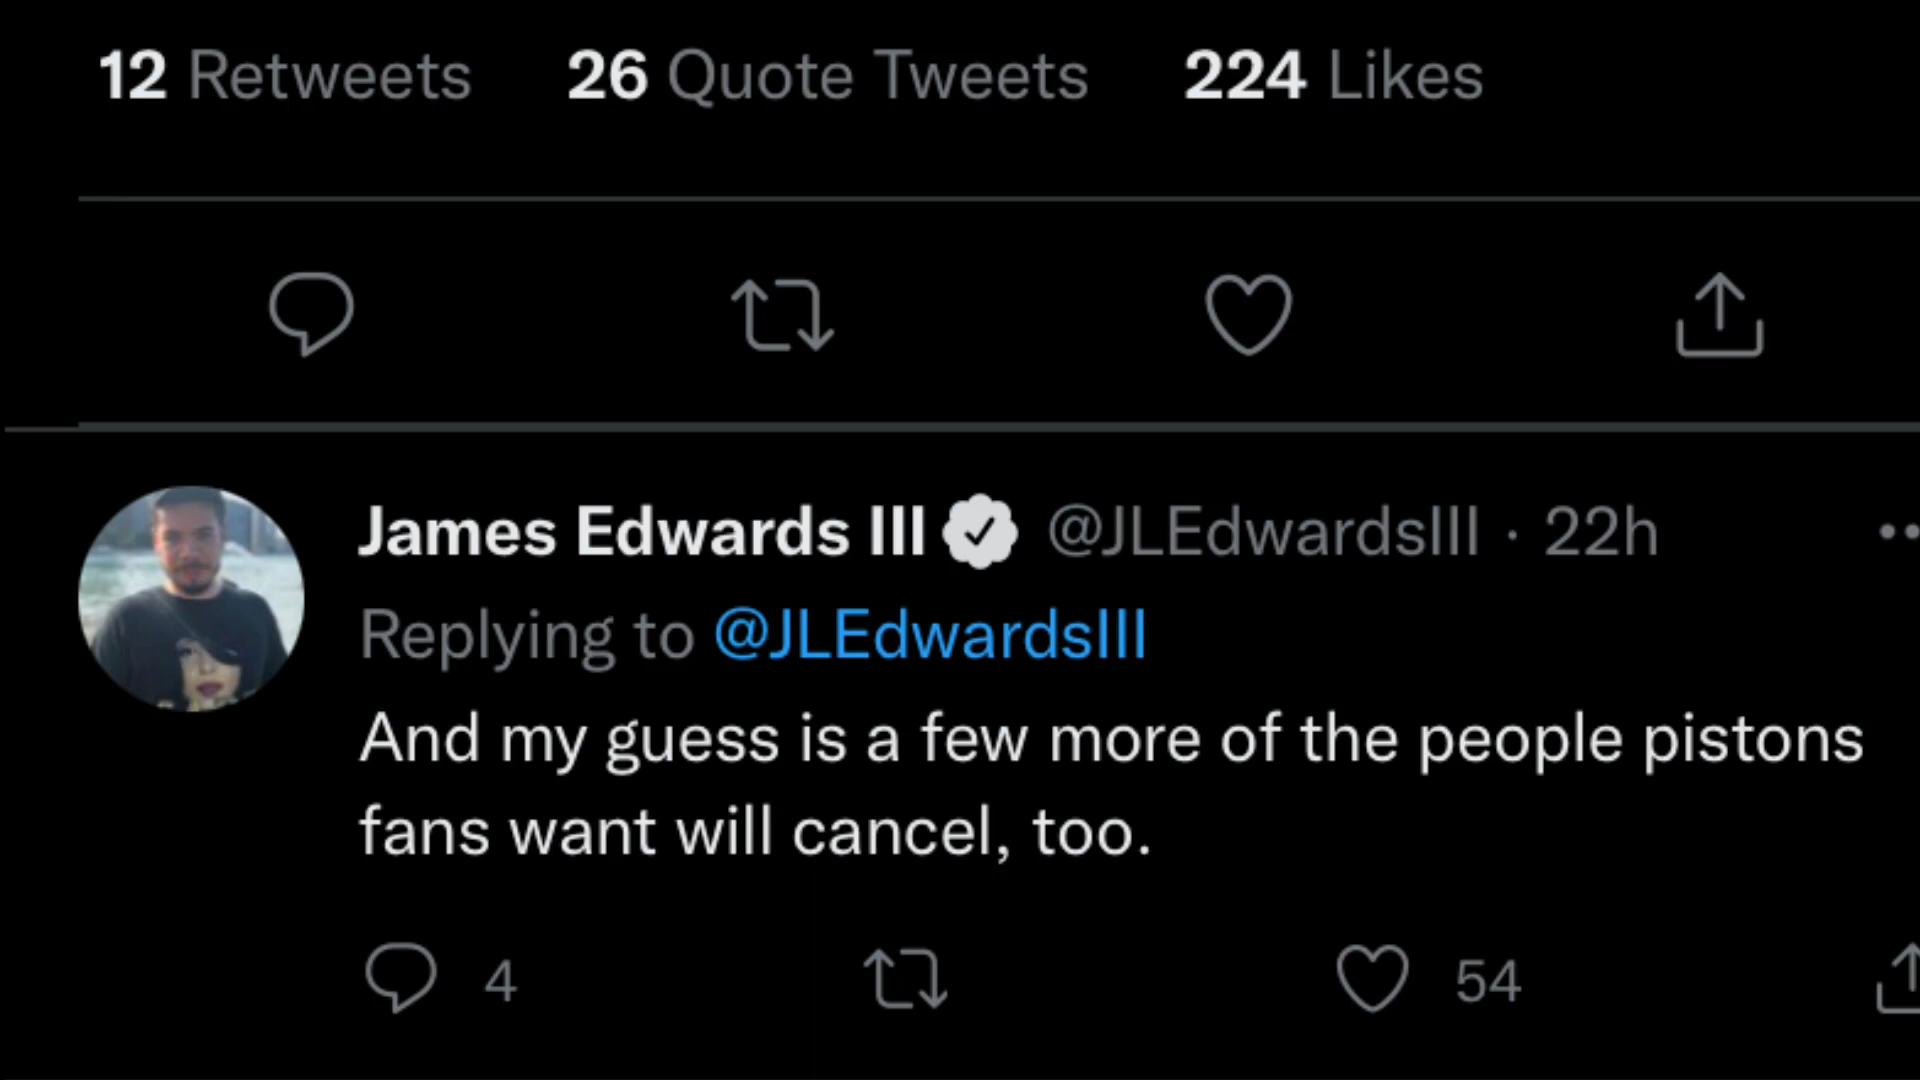 12 Retweets 26 Quote Tweets 224 Likes
James Edwards III @JLEdwardsIII · 22h
Replying to @JLEdwardsIII
And my guess is a few more of the people pistons
fans want will cancel, too.
4 54